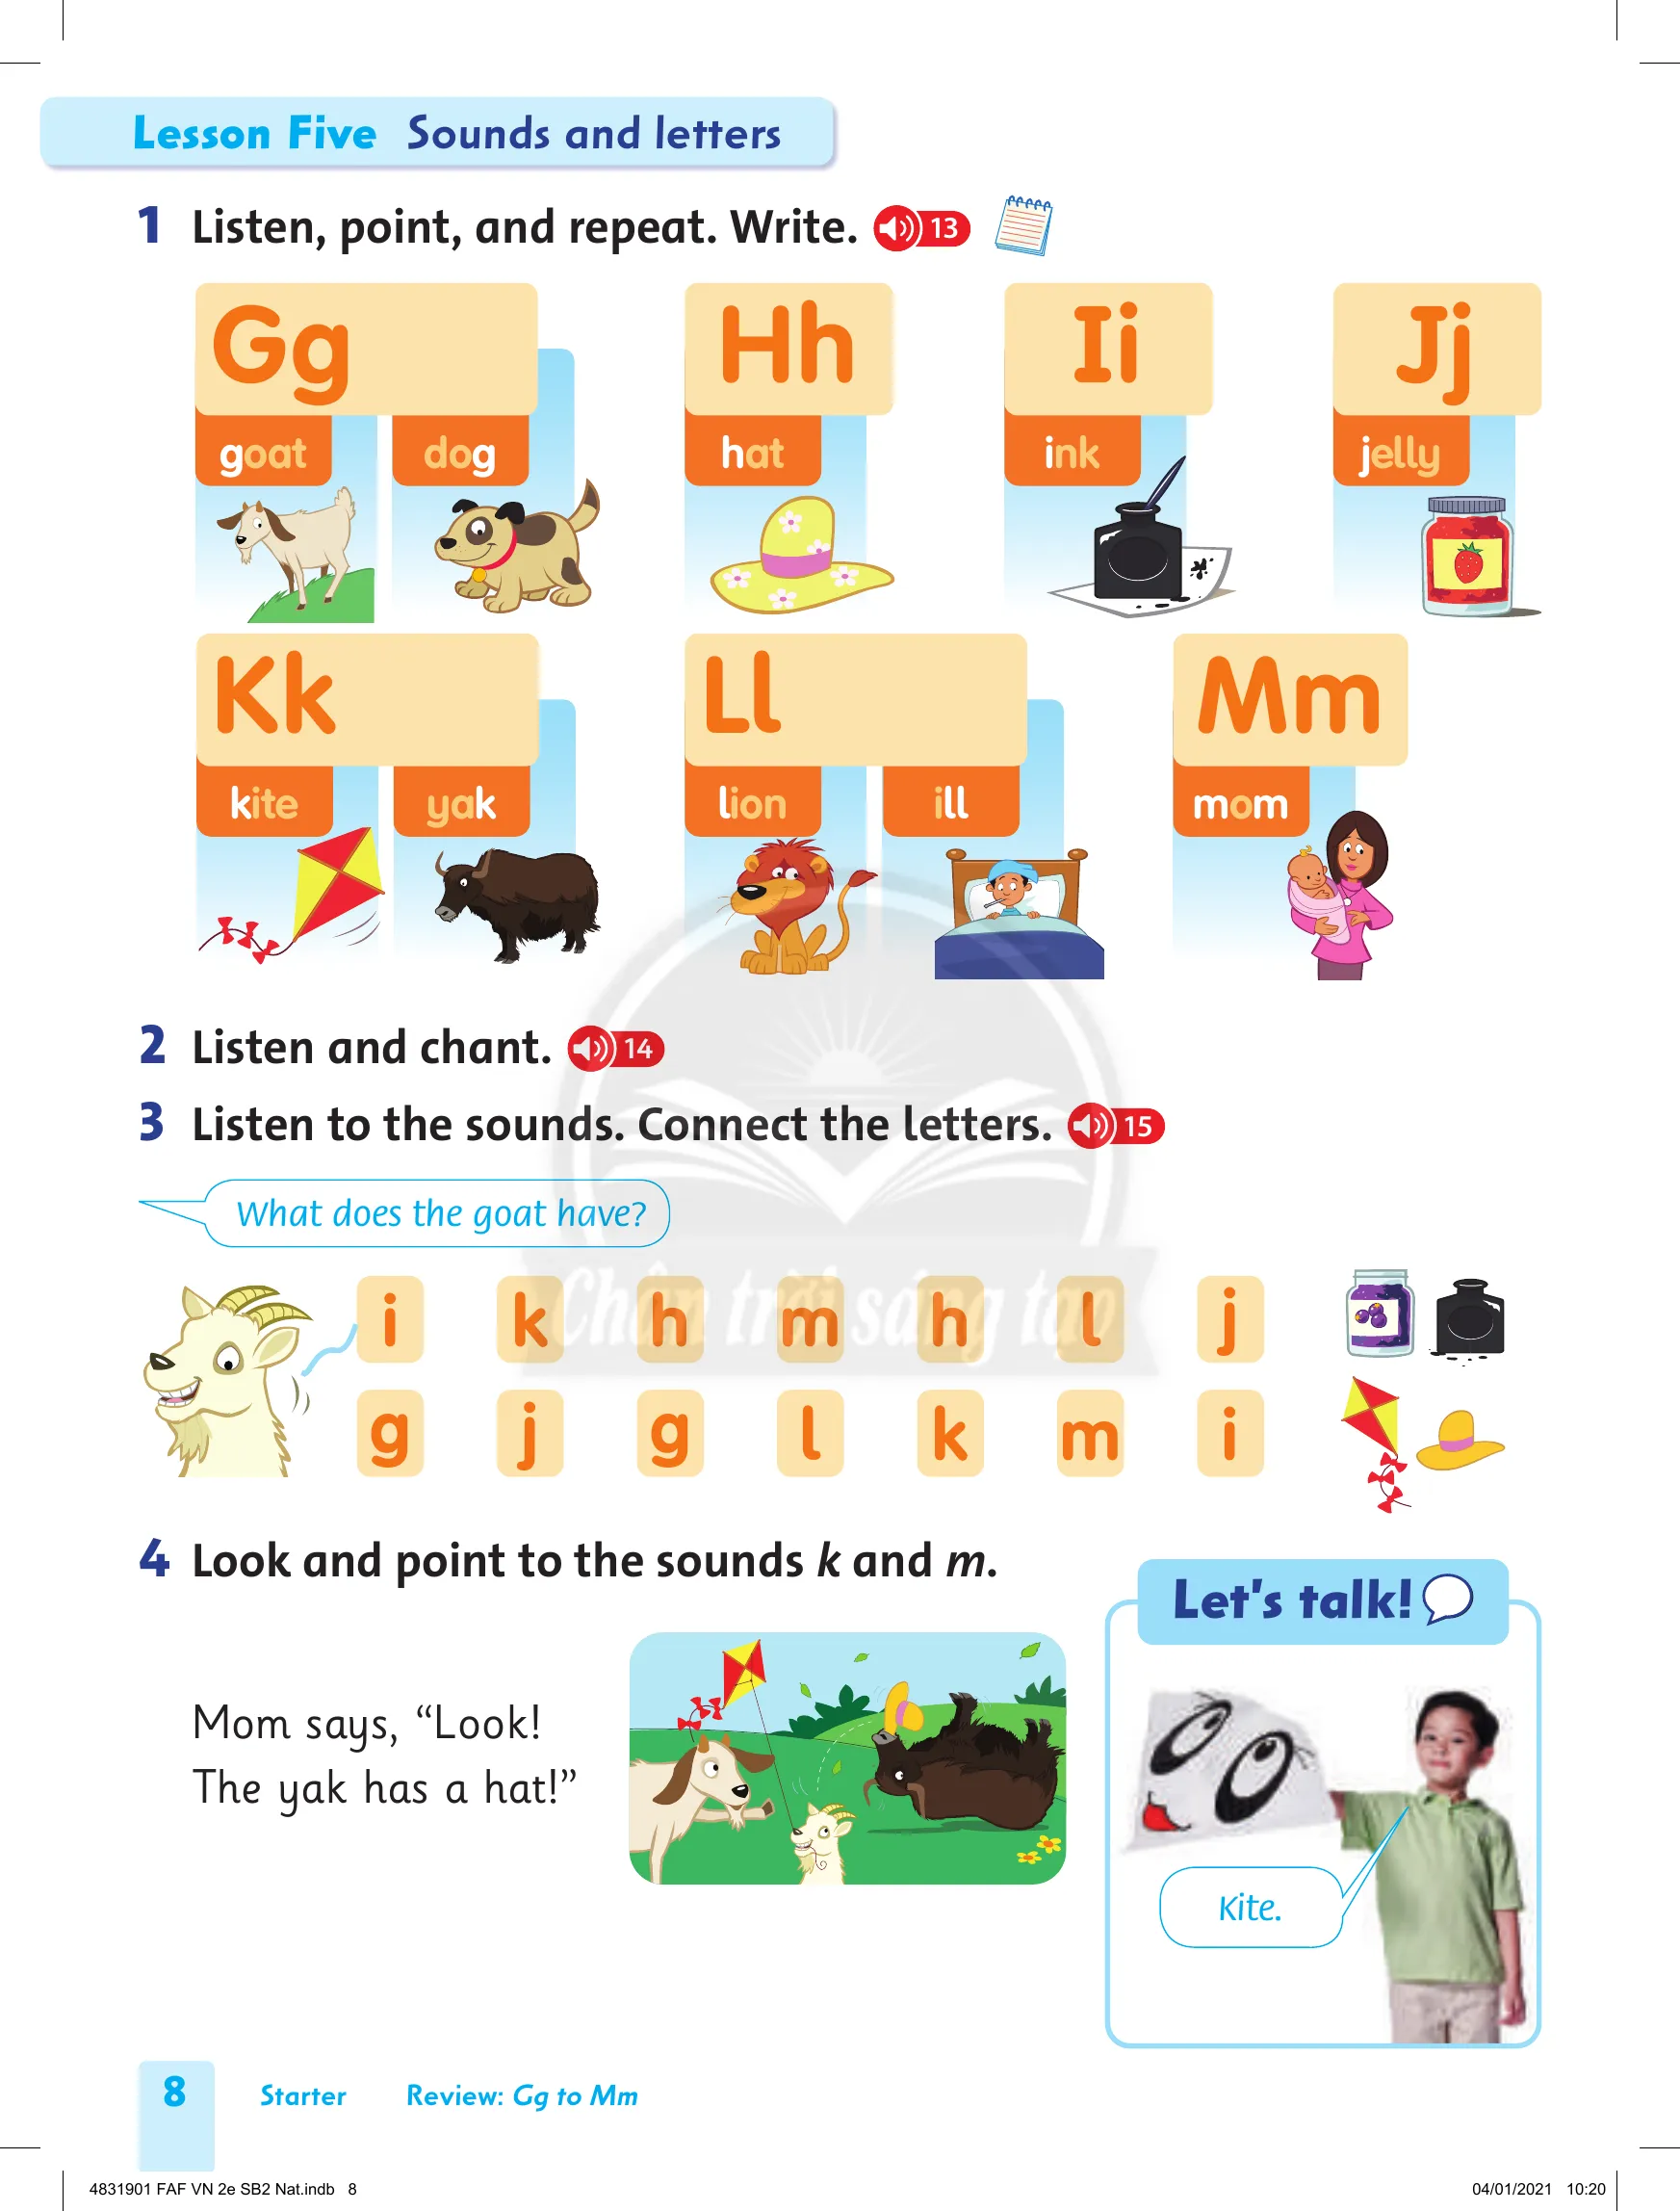 Lesson Five Sounds and letters
1 Listen, point, and repeat. Write. 13
Gg Hh Ii Jj
goat dog hat ink jelly
Kk Ll Mm
kite yak lion ill mom
2 Listen and chant. 14
3 Listen to the sounds. Connect the letters. 15
What does the goat have?
i k h m h l j
Chân trời sáng tạo
g j g l k m i
4 Look and point to the sounds k and m.
Let's talk!
Mom says, “Look!
The yak has a hat!”
Kite.
8 Starter Review: Gg to Mm
4831901 FAF VN 2e SB2 Nat.indb 8 04/01/2021 10:20